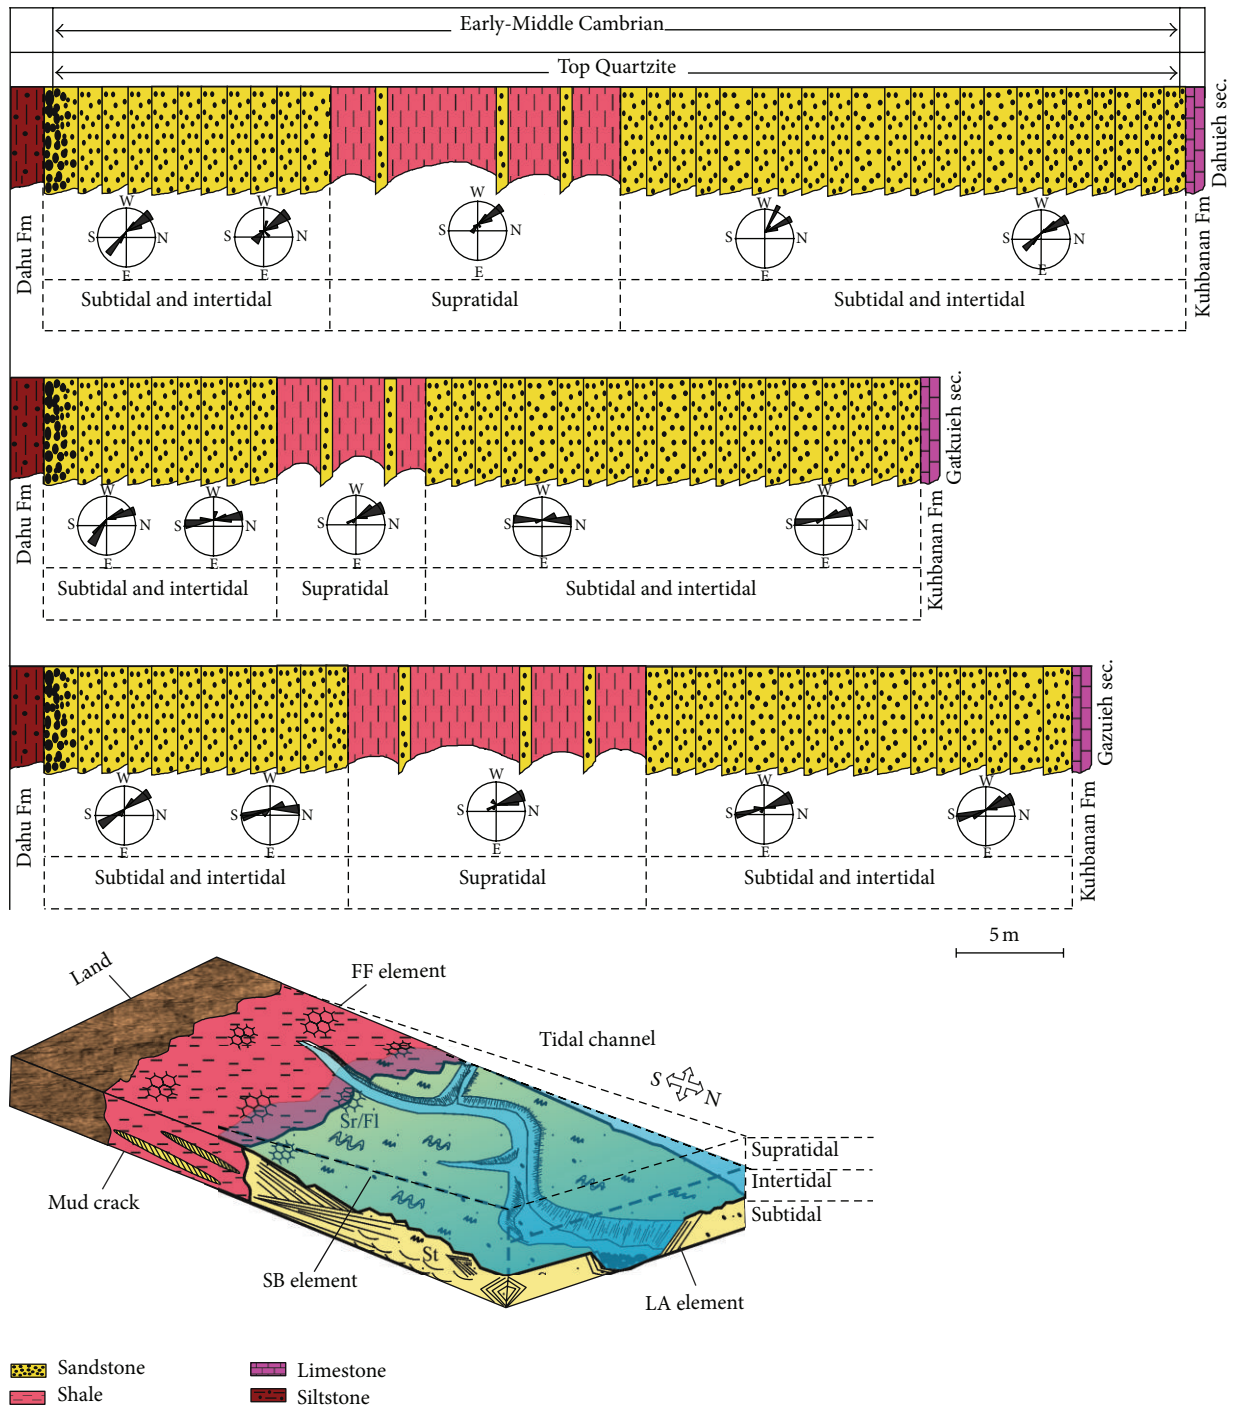 Early-Middle Cambrian
Top Quartzite
Dahuieh sec.
W
S N
E
W
S N
E
W
S N
E
W
S N
E
W
S N
E
Dahu Fm
Subtidal and intertidal
Supratidal
Subtidal and intertidal
Kuhbanan Fm
Gatkuieh sec.
W
S N
E
W
S N
E
W
S N
E
W
S N
E
W
S N
E
Dahu Fm
Subtidal and intertidal
Supratidal
Subtidal and intertidal
Kuhbanan Fm
Gazuieh sec.
W
S N
E
W
S N
E
W
S N
E
W
S N
E
W
S N
E
Dahu Fm
Subtidal and intertidal
Supratidal
Subtidal and intertidal
Kuhbanan Fm
5 m
Land
FF element
Tidal channel
S N
Sr/Fl
Supratidal
Intertidal
Subtidal
Mud crack
St
SB element
LA element
Sandstone
Limestone
Shale
Siltstone